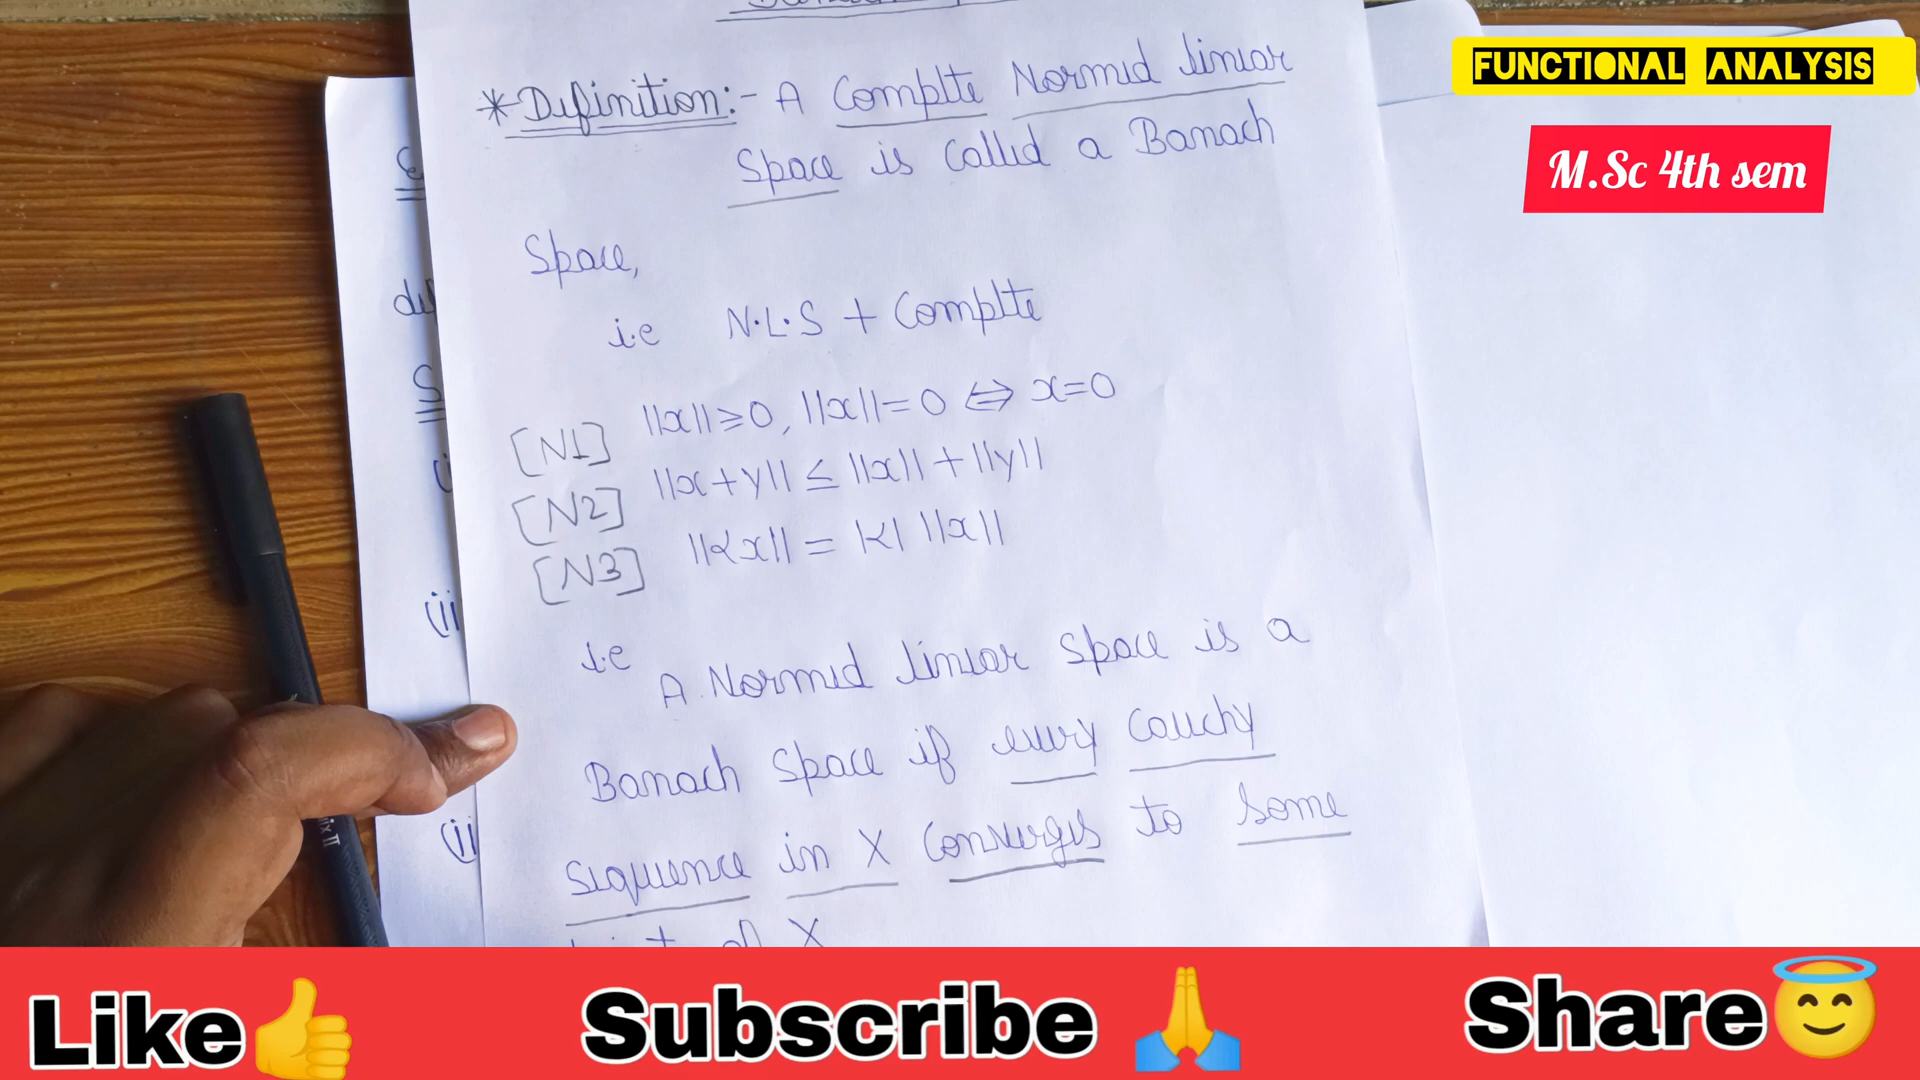 FUNCTIONAL ANALYSIS
M.Sc 4th sem
*Definition:- A Complete Normed linear
Space is called a Banach
Space,
i.e N.L.S + Complete
[N1] ||x||≥0, ||x||=0 ⇔ x=0
[N2] ||x+y|| ≤ ||x||+||y||
[N3] ||αx|| = |α| ||x||
i.e A Normed linear space is a
Banach Space if every Cauchy
Sequence in X Converges to Some
of X
(ii
Like👍 Subscribe🙏 Share😇